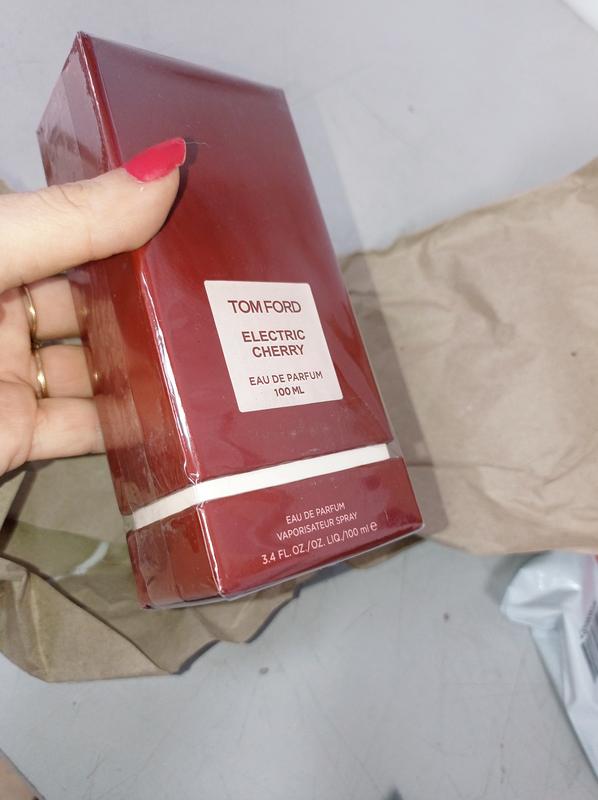 TOM FORD
ELECTRIC
CHERRY
EAU DE PARFUM
100 ML
EAU DE PARFUM
VAPORISATEUR SPRAY
3.4 FL.OZ./OZ. LIQ./100 ml ℮